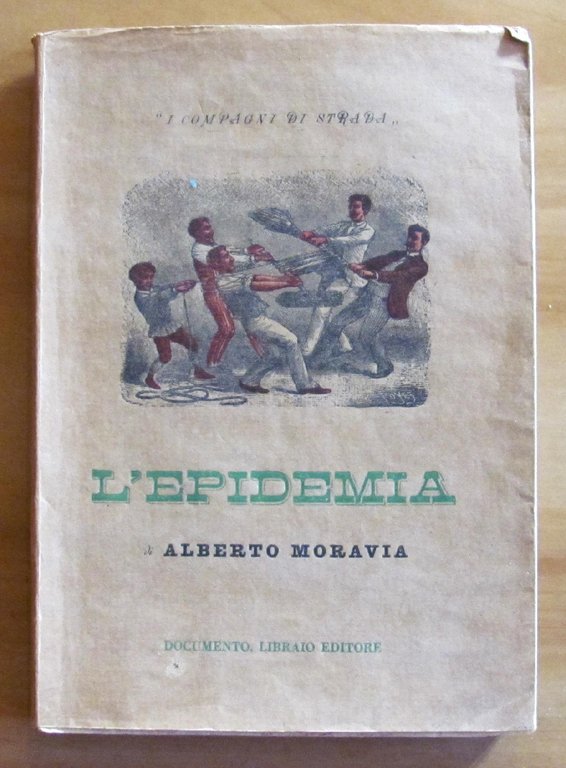 "I COMPAGNI DI STRADA„
L'EPIDEMIA
di ALBERTO MORAVIA
DOCUMENTO, LIBRAIO EDITORE